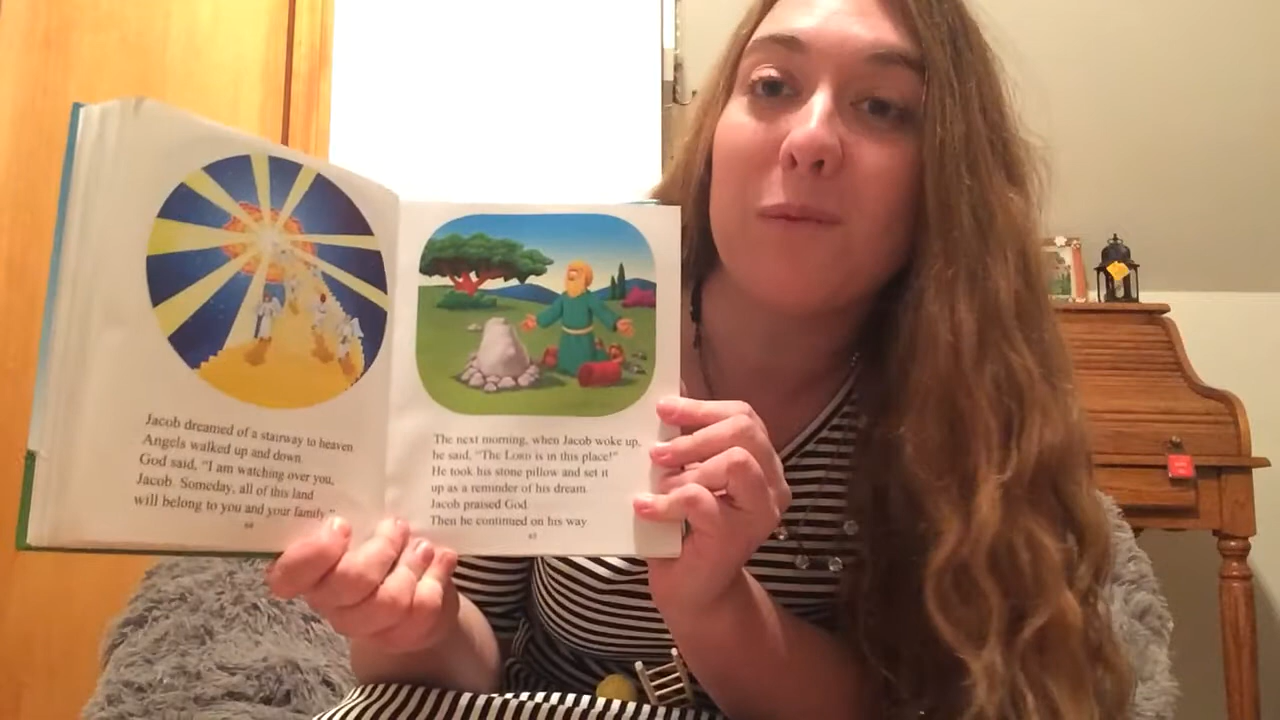 Jacob dreamed of a stairway to heaven
Angels walked up and down.
God said, "I am watching over you,
Jacob. Someday, all of this land
will belong to you and your family."
64
The next morning, when Jacob woke up,
he said, "The LORD is in this place!"
He took his stone pillow and set it
up as a reminder of his dream.
Jacob praised God.
Then he continued on his way
65